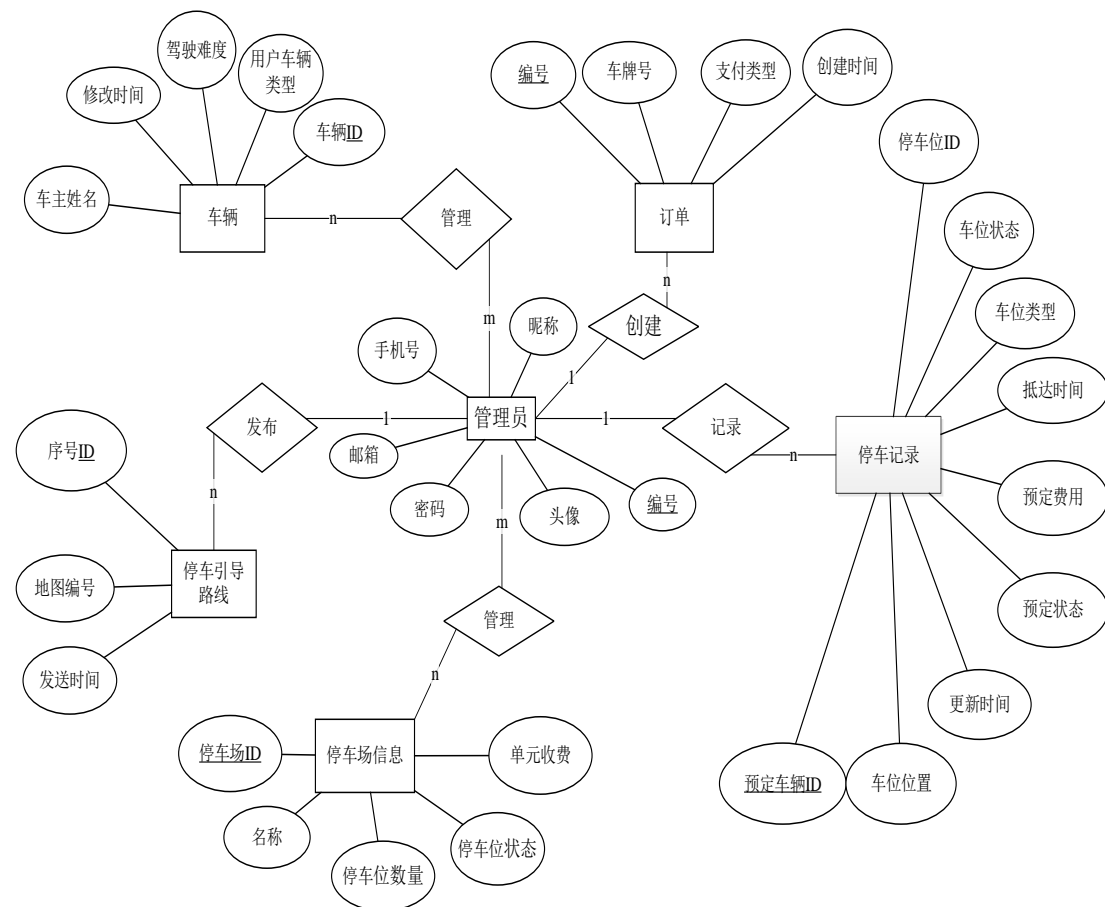 驾驶难度
用户车辆
类型
修改时间
车辆ID
车主姓名
车辆
n
管理
m
编号
车牌号
支付类型
创建时间
订单
n
创建
1
停车位ID
车位状态
车位类型
抵达时间
停车记录
预定费用
预定状态
更新时间
车位位置
预定车辆ID
手机号
昵称
管理员
邮箱
密码
头像
编号
1
记录
n
发布
1
n
序号ID
停车引导
路线
地图编号
发送时间
m
管理
n
停车场ID
停车场信息
单元收费
名称
停车位数量
停车位状态